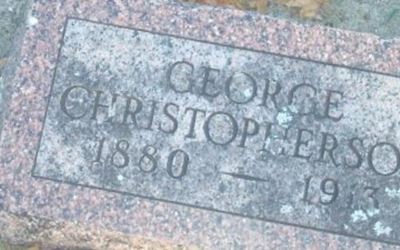 GEORGE
CHRISTOPHERSO
1880 — 1913